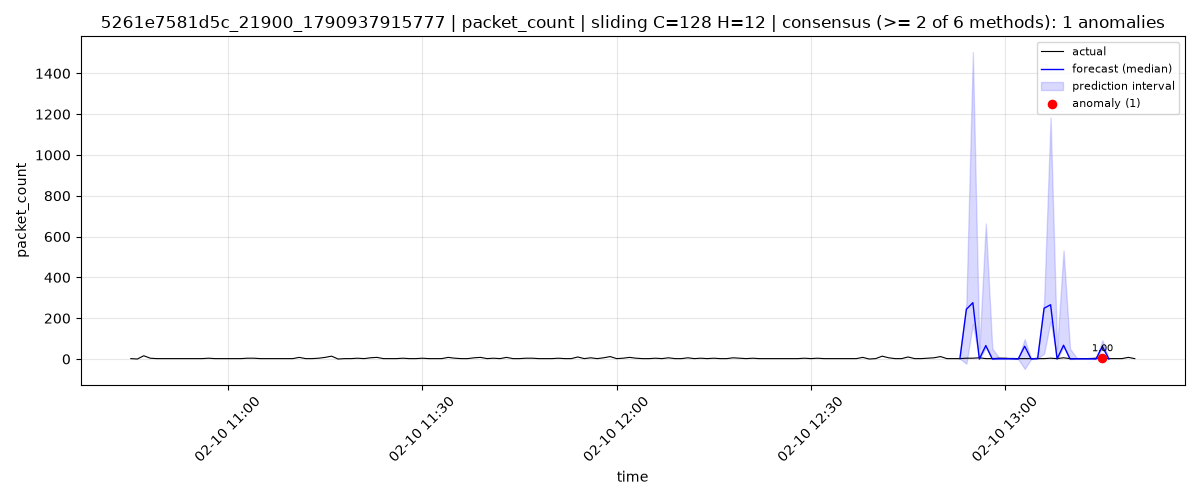 5261e7581d5c_21900_1790937915777 | packet_count | sliding C=128 H=12 | consensus (>= 2 of 6 methods): 1 anomalies
actual
forecast (median)
prediction interval
anomaly (1)
packet_count
1400
1200
1000
800
600
400
200
0
1.00
02-10 11:00
02-10 11:30
02-10 12:00
02-10 12:30
02-10 13:00
time